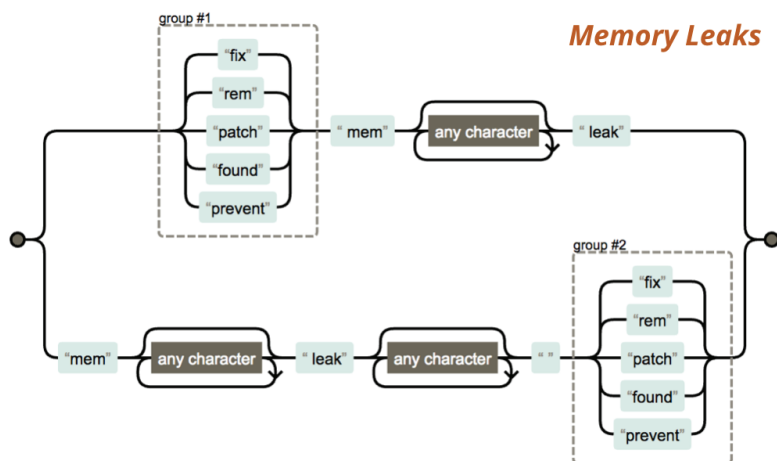 group #1
Memory Leaks
“fix”
“rem”
“patch”
“ mem”
any character
“ leak”
“found”
“prevent”
group #2
“fix”
“rem”
“mem”
any character
“ leak”
any character
“ ”
“patch”
“found”
“prevent”